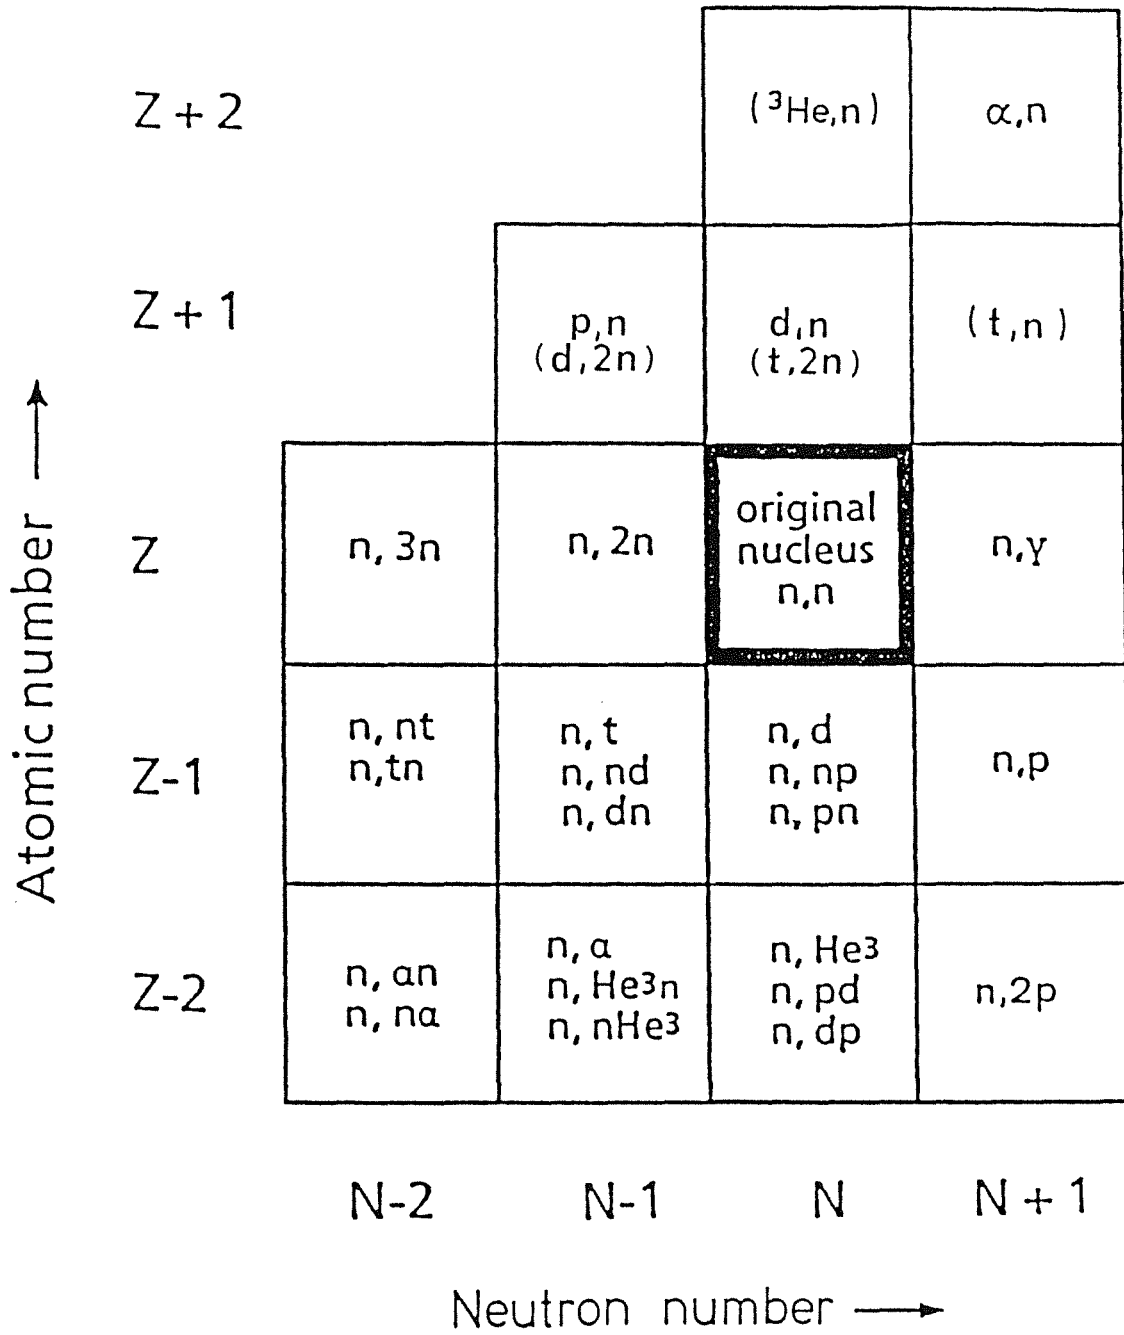 Z + 2
(³He,n)
α,n
Z + 1
p,n
(d,2n)
d,n
(t,2n)
(t,n)
Z
n, 3n
n, 2n
original
nucleus
n,n
n,γ
Z-1
n, nt
n,tn
n, t
n, nd
n, dn
n, d
n, np
n, pn
n,p
Z-2
n, αn
n, nα
n, α
n, He³n
n, nHe³
n, He³
n, pd
n, dp
n,2p
N-2
N-1
N
N + 1
Atomic number →
Neutron number →